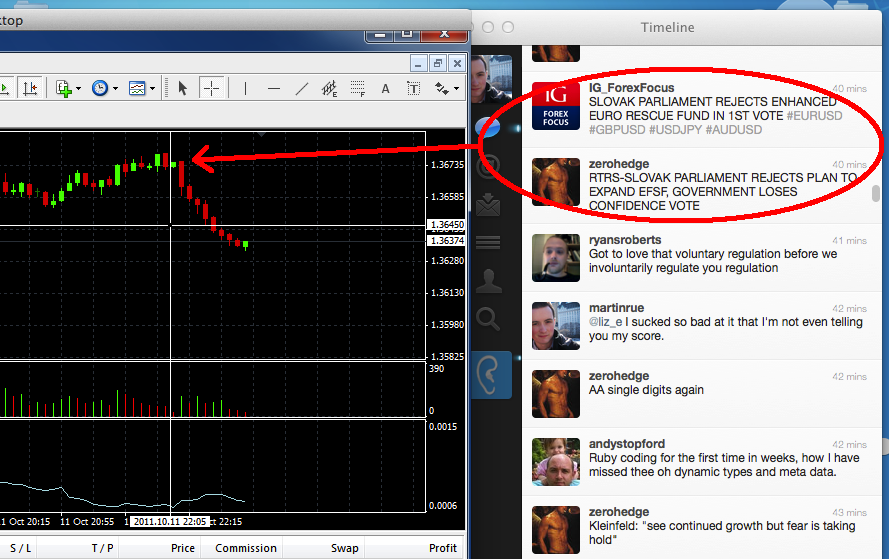 ktop
Timeline
IG_ForexFocus 40 mins
SLOVAK PARLIAMENT REJECTS ENHANCED
EURO RESCUE FUND IN 1ST VOTE #EURUSD
#GBPUSD #USDJPY #AUDUSD
IG
FOREX
FOCUS
zerohedge 40 mins
RTRS-SLOVAK PARLIAMENT REJECTS PLAN TO
EXPAND EFSF, GOVERNMENT LOSES
CONFIDENCE VOTE
ryansroberts 41 mins
Got to love that voluntary regulation before we
involuntarily regulate you regulation
martinrue 42 mins
@liz_e I sucked so bad at it that I'm not even telling
you my score.
zerohedge 42 mins
AA single digits again
andystopford 42 mins
Ruby coding for the first time in weeks, how I have
missed thee oh dynamic types and meta data.
zerohedge 43 mins
Kleinfeld: "see continued growth but fear is taking
hold"
E
F
A
T
1.36735
1.36585
1.36450
1.36374
1.36280
1.36130
1.35980
1.35825
390
0
0.0015
0.0006
11 Oct 20:15
11 Oct 20:55
2011.10.11 22:05
ct 22:15
S / L
T / P
Price
Commission
Swap
Profit